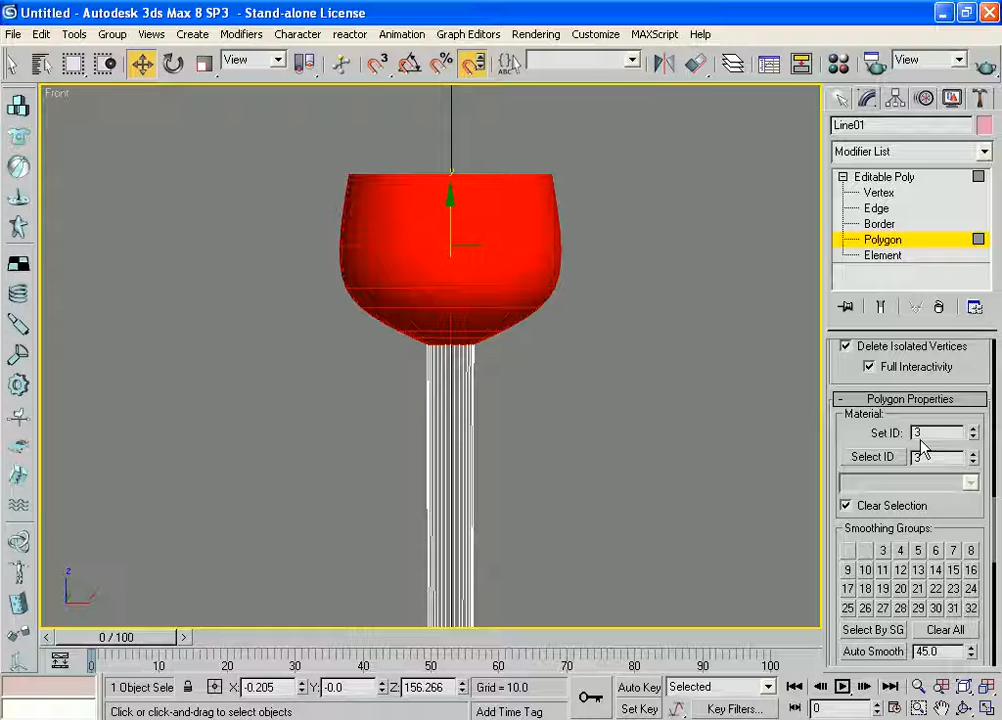 Untitled - Autodesk 3ds Max 8 SP3 - Stand-alone License
File Edit Tools Group Views Create Modifiers Character reactor Animation Graph Editors Rendering Customize MAXScript Help
View 3 % ABC View
Front
Line01
Modifier List
Editable Poly
Vertex
Edge
Border
Polygon
Element
Delete Isolated Vertices
Full Interactivity
- Polygon Properties
Material:
Set ID: 3
Select ID 3
Clear Selection
Smoothing Groups:
3 4 5 6 7 8
9 10 11 12 13 14 15 16
17 18 19 20 21 22 23 24
25 26 27 28 29 30 31 32
Select By SG Clear All
Auto Smooth 45.0
z
0 / 100
0 10 20 30 40 50 60 70 80 90 100
1 Object Sele X: -0.205 Y: -0.0 Z: 156.266 Grid = 10.0 Auto Key Selected
Click or click-and-drag to select objects Add Time Tag Set Key Key Filters... 0